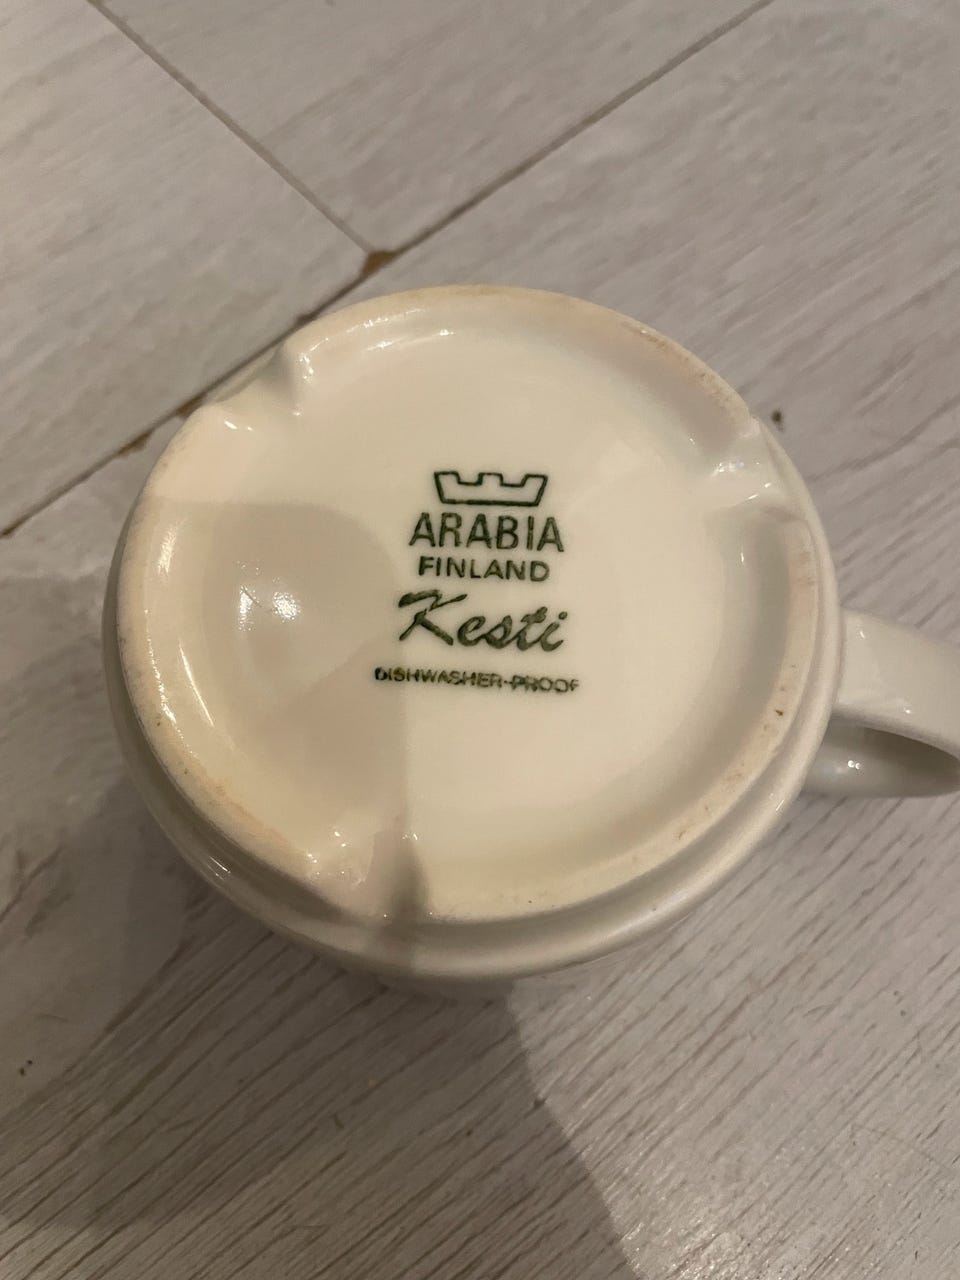 ARABIA
FINLAND
Kesti
DISHWASHER-PROOF